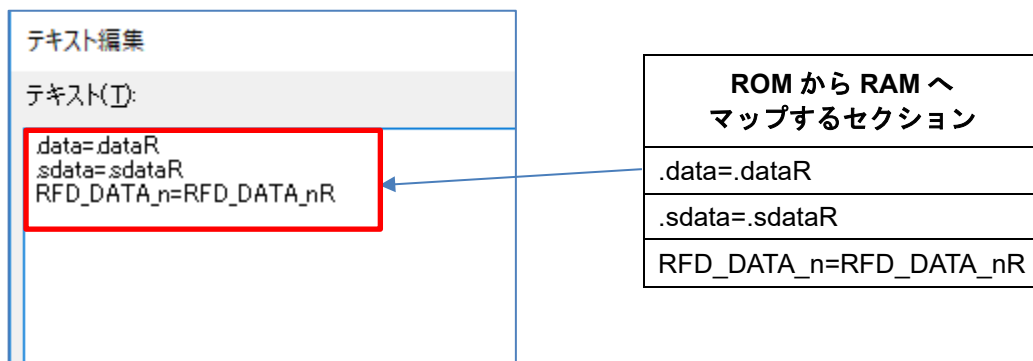 テキスト編集
テキスト(T):
.data=.dataR
.sdata=.sdataR
RFD_DATA_n=RFD_DATA_nR
ROM から RAM へ
マップするセクション
.data=.dataR
.sdata=.sdataR
RFD_DATA_n=RFD_DATA_nR